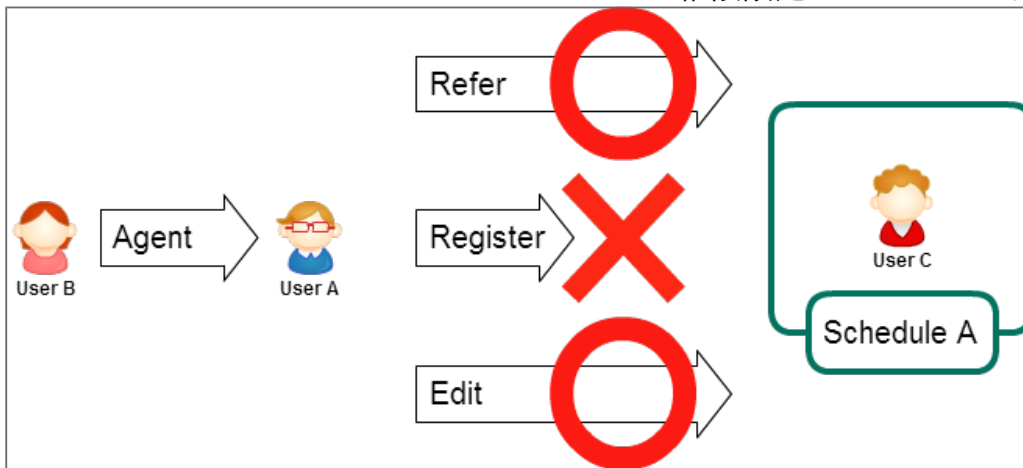 Refer
Agent
Register
User B
User A
User C
Schedule A
Edit